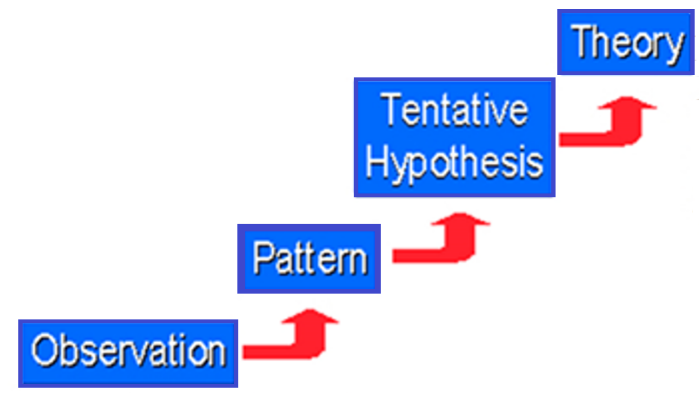 Theory
Tentative
Hypothesis
Pattern
Observation